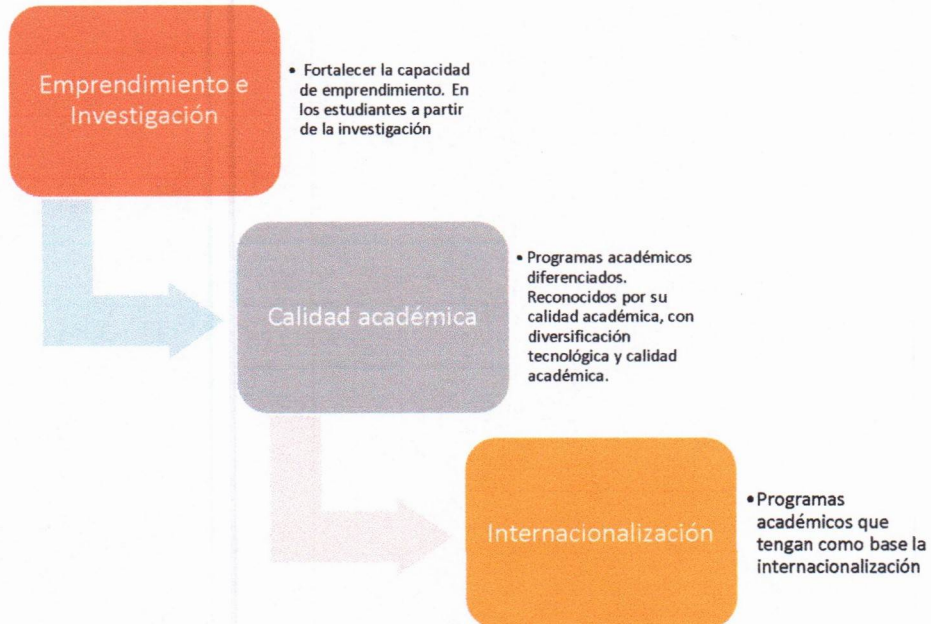 Emprendimiento e
Investigación
• Fortalecer la capacidad
de emprendimiento. En
los estudiantes a partir
de la investigación
Calidad académica
• Programas académicos
diferenciados.
Reconocidos por su
calidad académica, con
diversificación
tecnológica y calidad
académica.
Internacionalización
• Programas
académicos que
tengan como base la
internacionalización